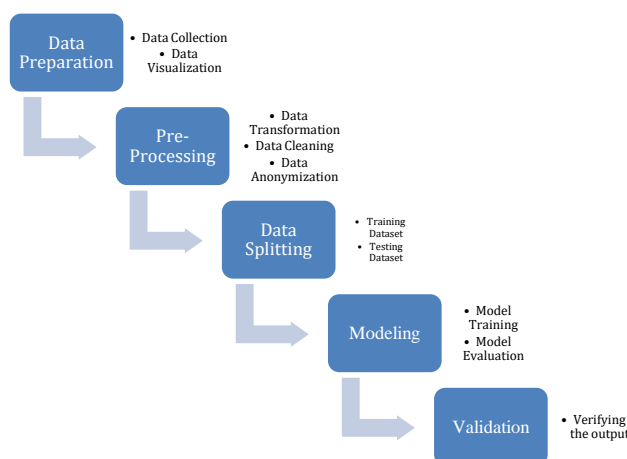 Data
Preparation
• Data Collection
• Data
Visualization
Pre-
Processing
• Data
Transformation
• Data Cleaning
• Data
Anonymization
Data
Splitting
• Training
Dataset
• Testing
Dataset
Modeling
• Model
Training
• Model
Evaluation
Validation
• Verifying
the output